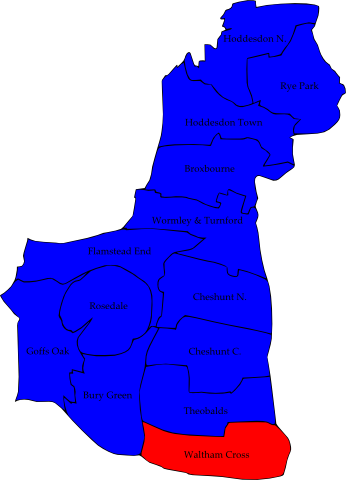 Hoddesdon N.
Rye Park
Hoddesdon Town
Broxbourne
Wormley & Turnford
Flamstead End
Cheshunt N.
Rosedale
Goffs Oak
Cheshunt C.
Bury Green
Theobalds
Waltham Cross